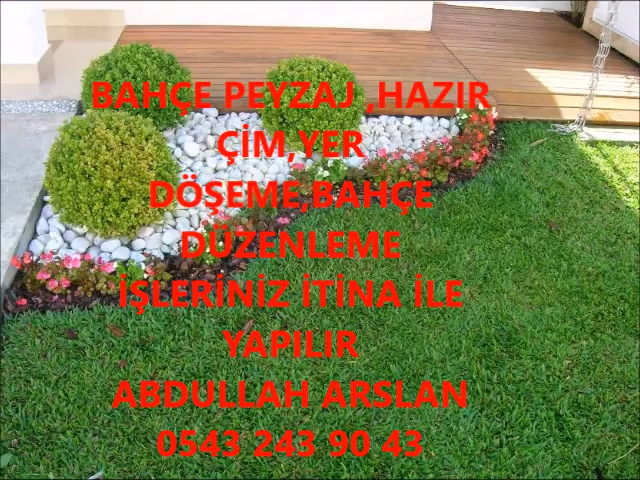 BAHÇE PEYZAJ ,HAZIR
ÇİM,YER
DÖŞEME,BAHÇE
DÜZENLEME
İŞLERİNİZ İTİNA İLE
YAPILIR
ABDULLAH ARSLAN
0543 243 90 43